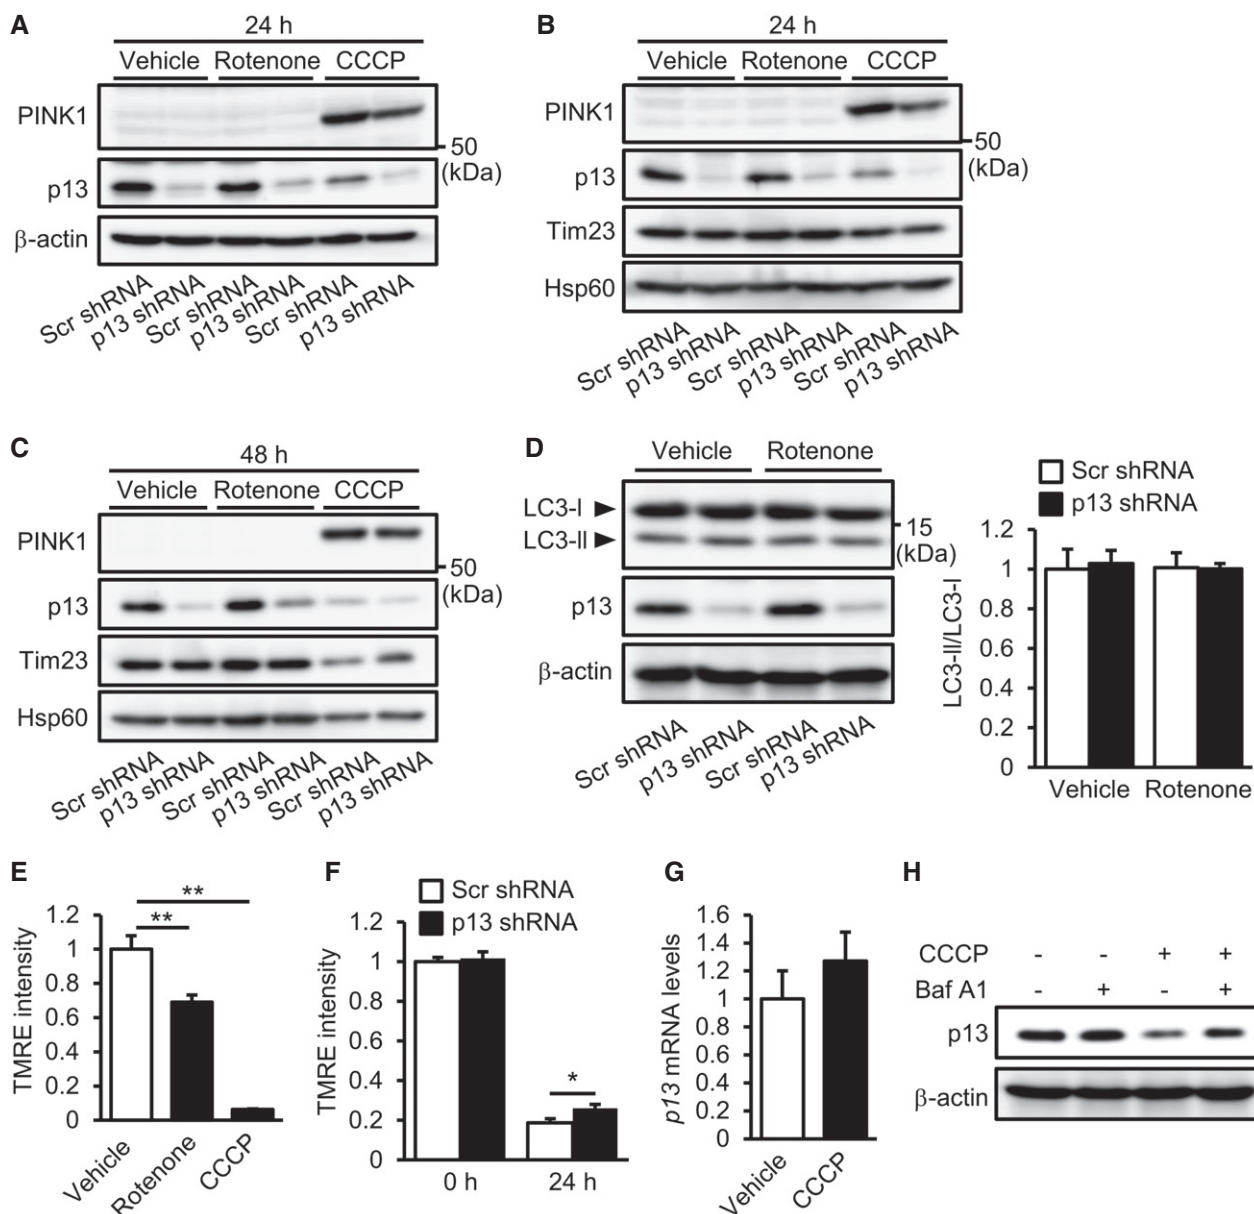 A
24 h
Vehicle Rotenone CCCP
PINK1
50
(kDa)
p13
β-actin
Scr shRNA
p13 shRNA
Scr shRNA
p13 shRNA
Scr shRNA
p13 shRNA
B
24 h
Vehicle Rotenone CCCP
PINK1
50
(kDa)
p13
Tim23
Hsp60
Scr shRNA
p13 shRNA
Scr shRNA
p13 shRNA
Scr shRNA
p13 shRNA
C
48 h
Vehicle Rotenone CCCP
PINK1
50
(kDa)
p13
Tim23
Hsp60
Scr shRNA
p13 shRNA
Scr shRNA
p13 shRNA
Scr shRNA
p13 shRNA
D
Vehicle Rotenone
LC3-I
LC3-II
15
(kDa)
p13
β-actin
Scr shRNA
p13 shRNA
Scr shRNA
p13 shRNA
Scr shRNA
p13 shRNA
LC3-II/LC3-I
1.2
1
0.8
0.6
0.4
0.2
0
Vehicle Rotenone
E
TMRE intensity
1.2
1
0.8
0.6
0.4
0.2
0
**
**
Vehicle
Rotenone
CCCP
F
Scr shRNA
p13 shRNA
TMRE intensity
1.2
1
0.8
0.6
0.4
0.2
0
*
0 h 24 h
G
p13 mRNA levels
1.6
1.4
1.2
1.0
0.8
0.6
0.4
0.2
0
Vehicle
CCCP
H
CCCP - - + +
Baf A1 - + - +
p13
β-actin